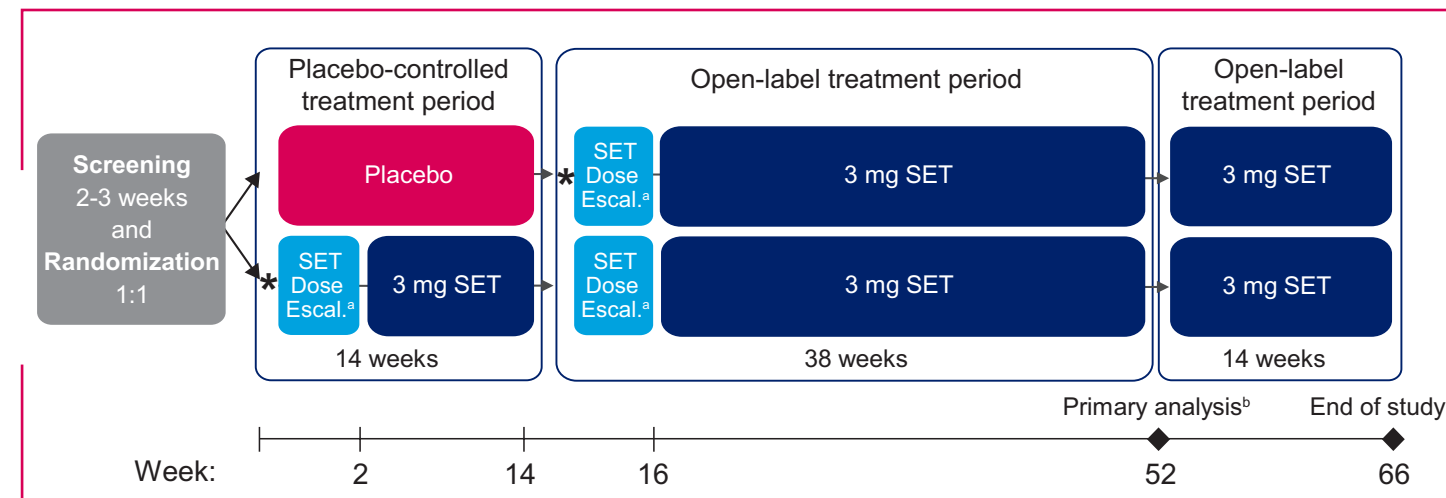 Placebo-controlled
treatment period
Open-label treatment period
Open-label
treatment period
Screening
2-3 weeks
and
Randomization
1:1
Placebo
*
SET
Dose
Escal.ᵃ
3 mg SET
3 mg SET
*
SET
Dose
Escal.ᵃ
3 mg SET
SET
Dose
Escal.ᵃ
3 mg SET
3 mg SET
14 weeks
38 weeks
14 weeks
Primary analysisᵇ
End of study
Week:
2
14
16
52
66